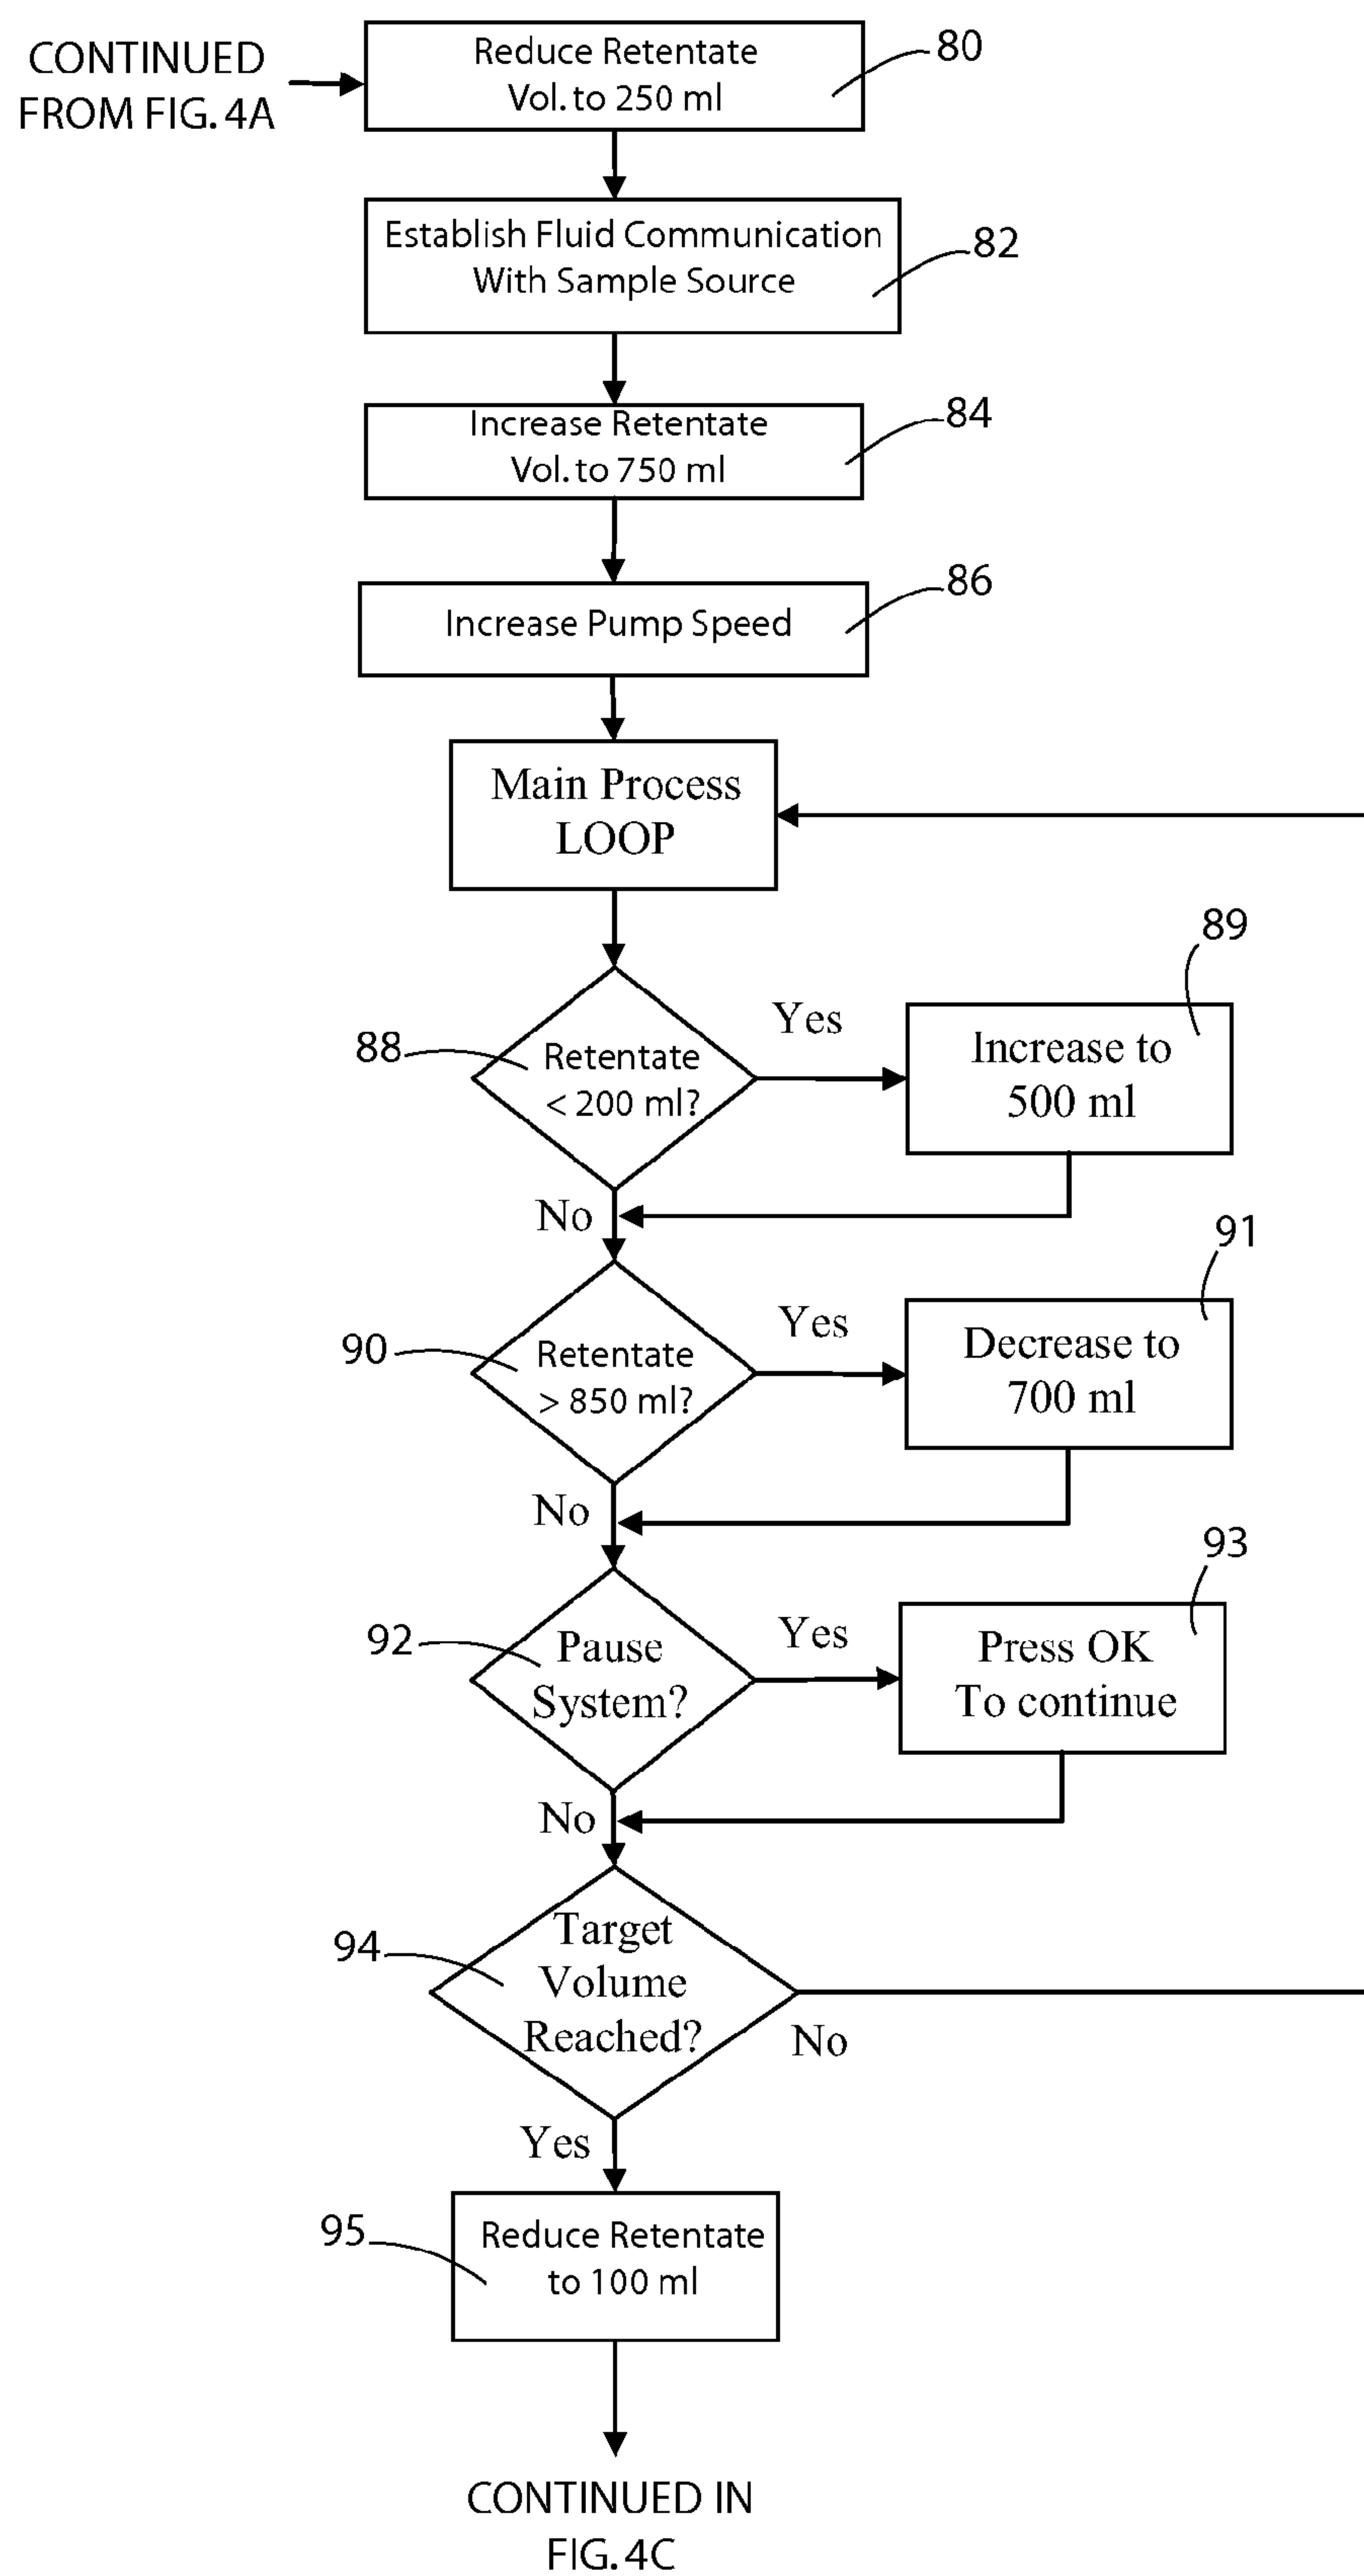 CONTINUED
FROM FIG. 4A
Reduce Retentate
Vol. to 250 ml
80
Establish Fluid Communication
With Sample Source
82
Increase Retentate
Vol. to 750 ml
84
Increase Pump Speed
86
Main Process
LOOP
88
Retentate
< 200 ml?
Yes
Increase to
500 ml
89
No
90
Retentate
> 850 ml?
Yes
Decrease to
700 ml
91
No
92
Pause
System?
Yes
Press OK
To continue
93
No
94
Target
Volume
Reached?
No
Yes
95
Reduce Retentate
to 100 ml
CONTINUED IN
FIG. 4C